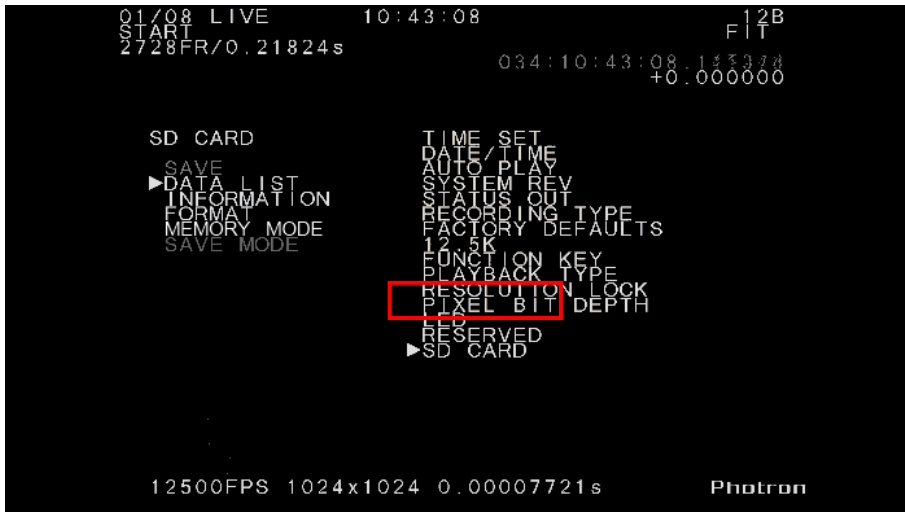 01/08 LIVE 10:43:08 12B
START FIT
2728FR/0.21824s
034:10:43:08
+0.000000
SD CARD
SAVE
▶DATA LIST
INFORMATION
FORMAT
MEMORY MODE
SAVE MODE
TIME SET
DATE/TIME
AUTO PLAY
SYSTEM REV
STATUS OUT
RECORDING TYPE
FACTORY DEFAULTS
12.5K
FUNCTION KEY
PLAYBACK TYPE
RESOLUTION LOCK
PIXEL BIT DEPTH
LED
RESERVED
▶SD CARD
12500FPS 1024x1024 0.00007721s Photron